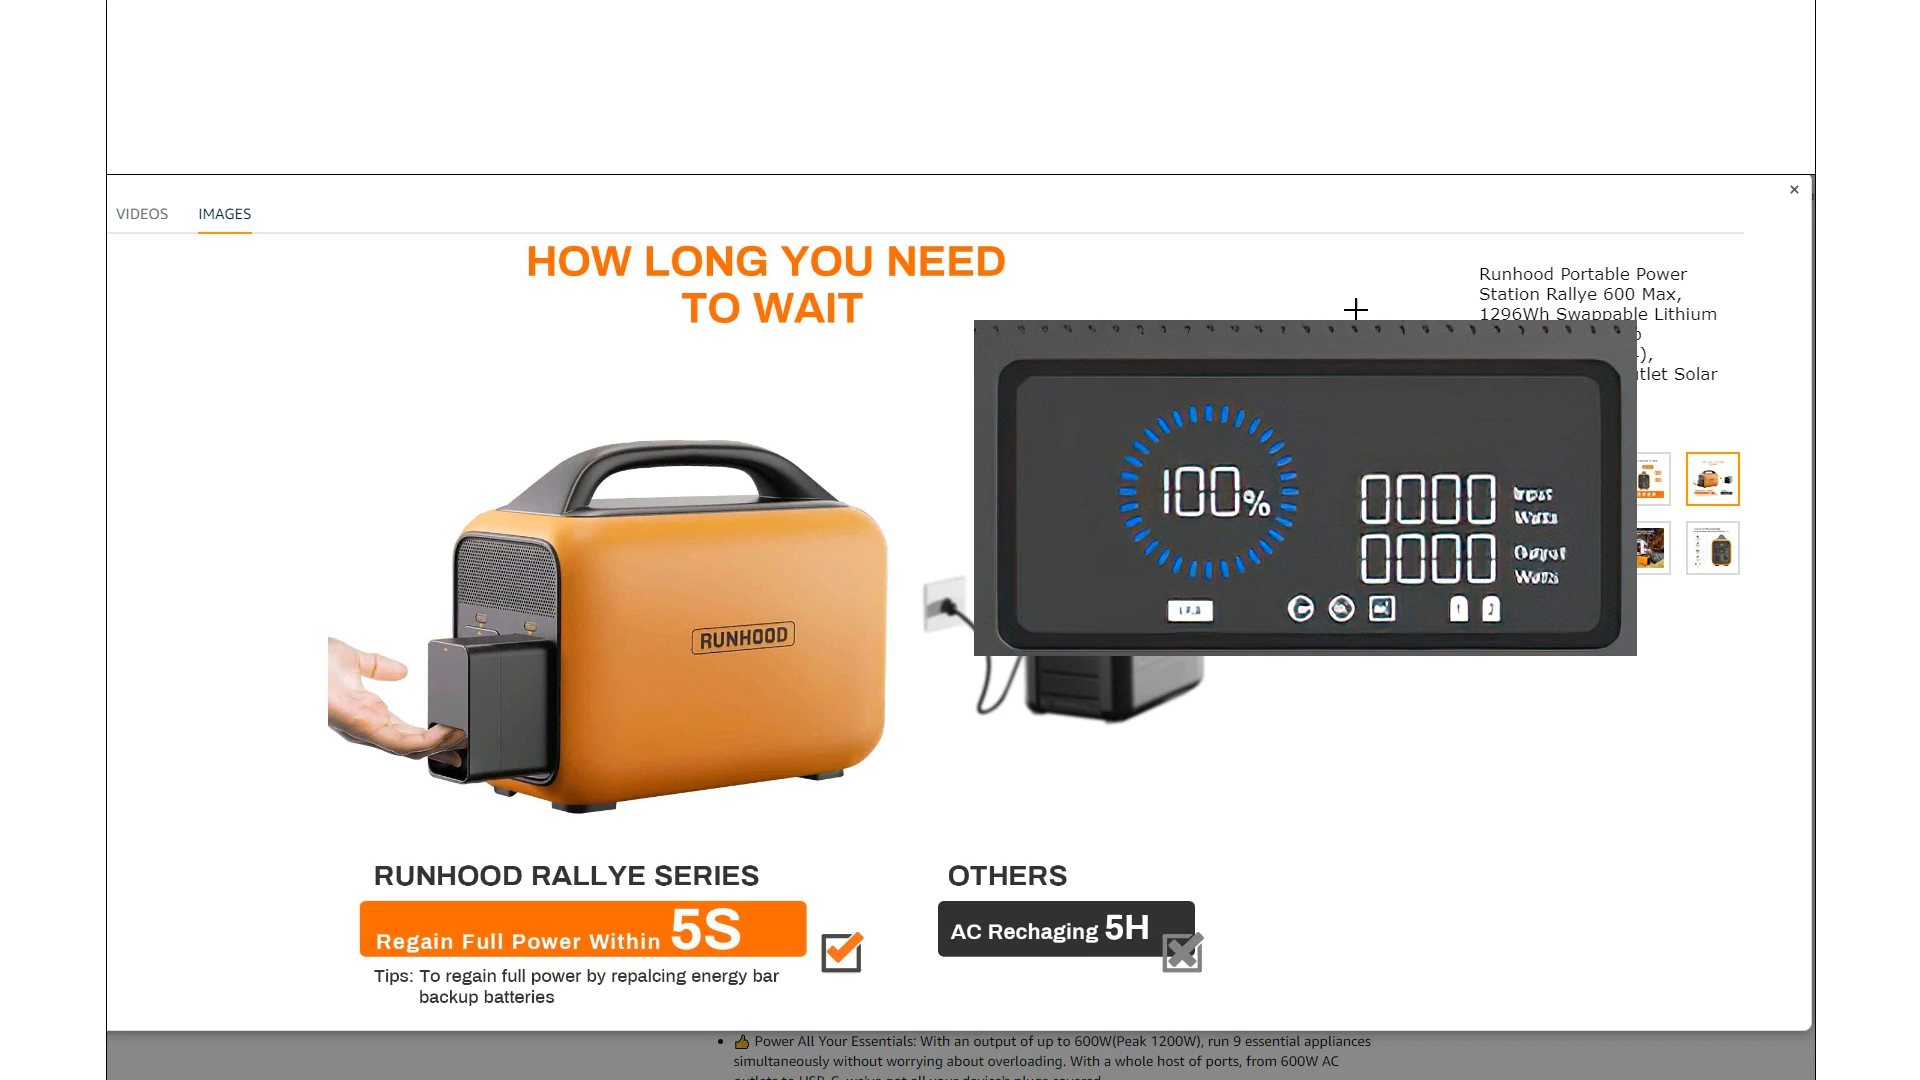 VIDEOS IMAGES
×
HOW LONG YOU NEED
TO WAIT
Runhood Portable Power
Station Rallye 600 Max,
1296Wh Swappable Lithium
),
tlet Solar
100%
0000
0000
Output
RUNHOOD
RUNHOOD RALLYE SERIES
Regain Full Power Within 5S
Tips: To regain full power by repalcing energy bar
backup batteries
OTHERS
AC Rechaging 5H
• 👍 Power All Your Essentials: With an output of up to 600W(Peak 1200W), run 9 essential appliances
simultaneously without worrying about overloading. With a whole host of ports, from 600W AC